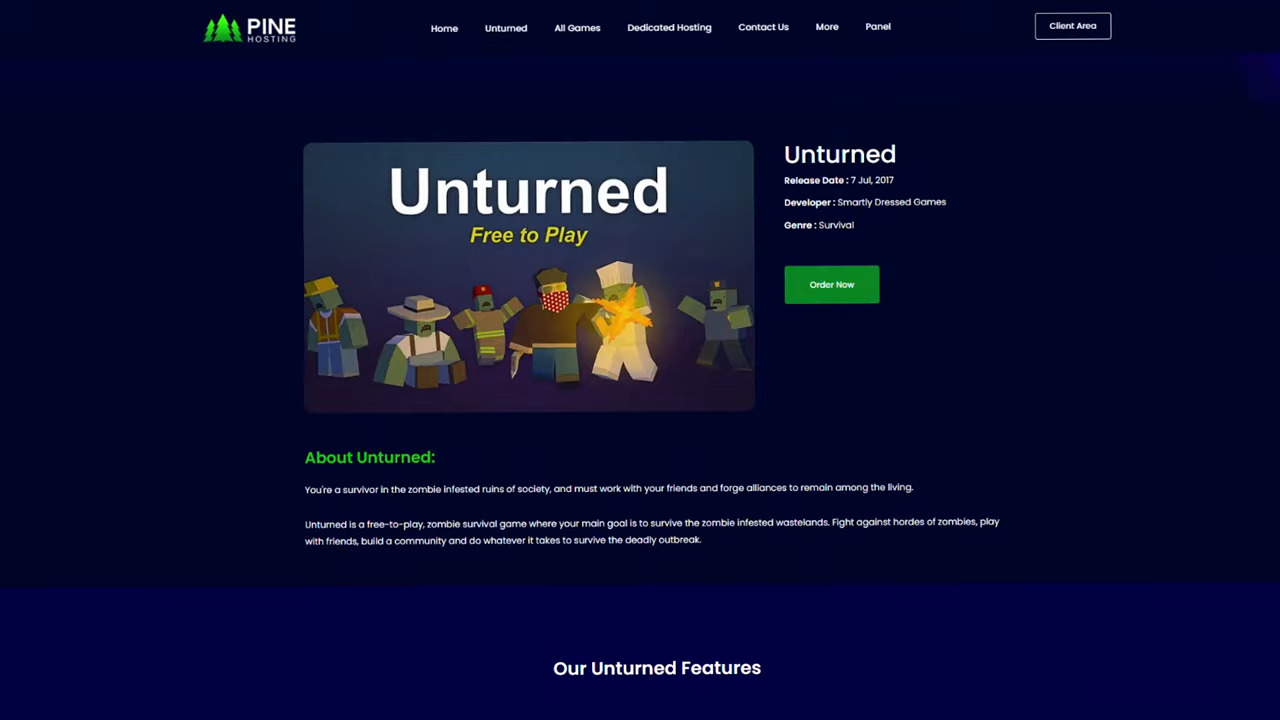 PINE
HOSTING
Home
Unturned
All Games
Dedicated Hosting
Contact Us
More
Panel
Client Area
Unturned
Free to Play
Unturned
Release Date : 7 Jul, 2017
Developer : Smartly Dressed Games
Genre : Survival
Order Now
About Unturned:
You're a survivor in the zombie infested ruins of society, and must work with your friends and forge alliances to remain among the living.
Unturned is a free-to-play, zombie survival game where your main goal is to survive the zombie infested wastelands. Fight against hordes of zombies, play
with friends, build a community and do whatever it takes to survive the deadly outbreak.
Our Unturned Features